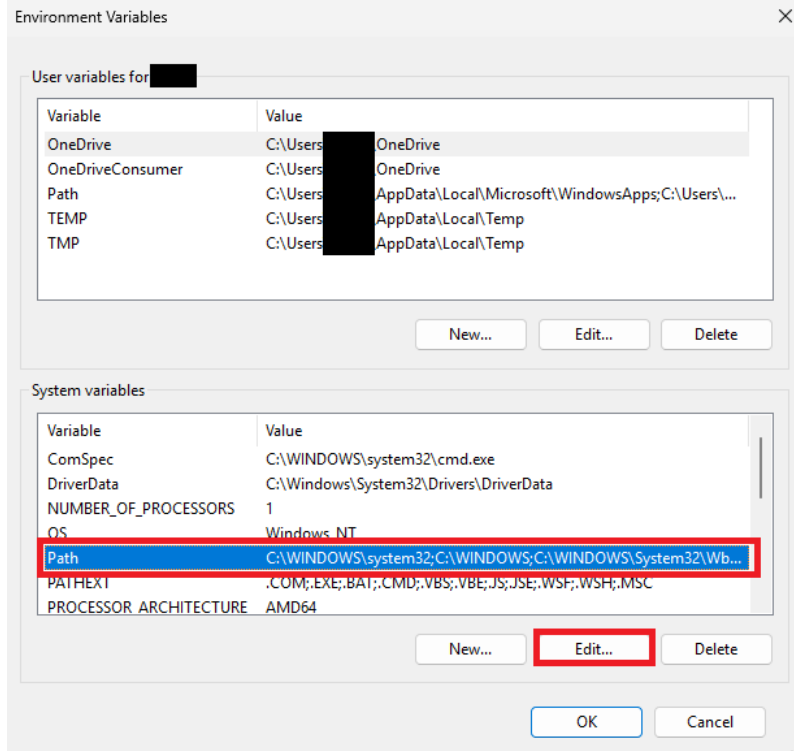 Environment Variables
User variables for
Variable Value
OneDrive C:\Users OneDrive
OneDriveConsumer C:\Users OneDrive
Path C:\Users AppData\Local\Microsoft\WindowsApps;C:\Users\...
TEMP C:\Users AppData\Local\Temp
TMP C:\Users AppData\Local\Temp
New... Edit... Delete
System variables
Variable Value
ComSpec C:\WINDOWS\system32\cmd.exe
DriverData C:\Windows\System32\Drivers\DriverData
NUMBER_OF_PROCESSORS 1
OS Windows_NT
Path C:\WINDOWS\system32;C:\WINDOWS;C:\WINDOWS\System32\Wb...
PATHEXT .COM;.EXE;.BAT;.CMD;.VBS;.VBE;.JS;.JSE;.WSF;.WSH;.MSC
PROCESSOR_ARCHITECTURE AMD64
New... Edit... Delete
OK Cancel